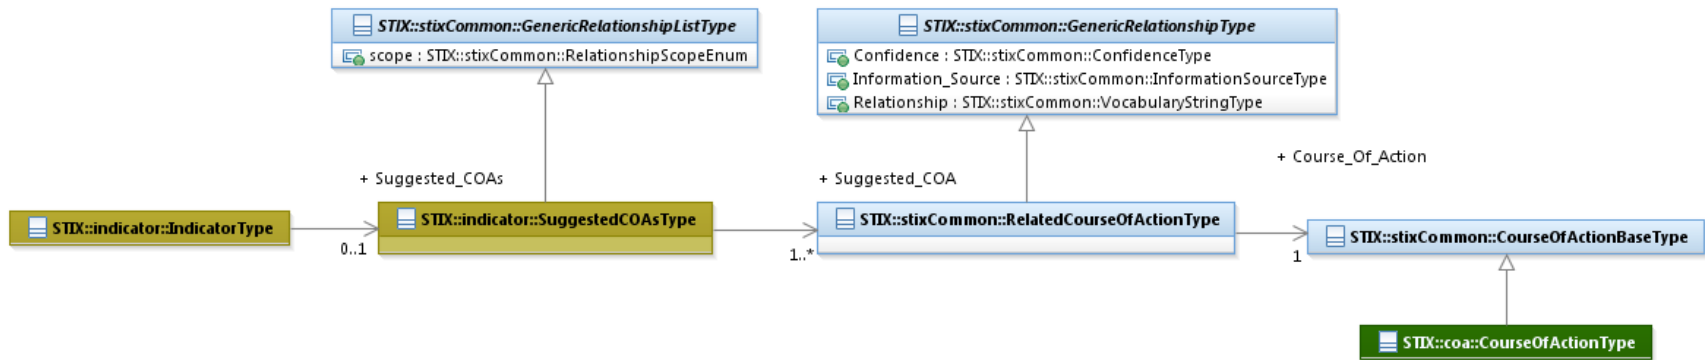 STIX::stixCommon::GenericRelationshipListType
scope : STIX::stixCommon::RelationshipScopeEnum
STIX::stixCommon::GenericRelationshipType
Confidence : STIX::stixCommon::ConfidenceType
Information_Source : STIX::stixCommon::InformationSourceType
Relationship : STIX::stixCommon::VocabularyStringType
+ Course_Of_Action
+ Suggested_COAs
+ Suggested_COA
STIX::indicator::IndicatorType
STIX::indicator::SuggestedCOAsType
STIX::stixCommon::RelatedCourseOfActionType
STIX::stixCommon::CourseOfActionBaseType
0..1
1..*
1
STIX::coa::CourseOfActionType